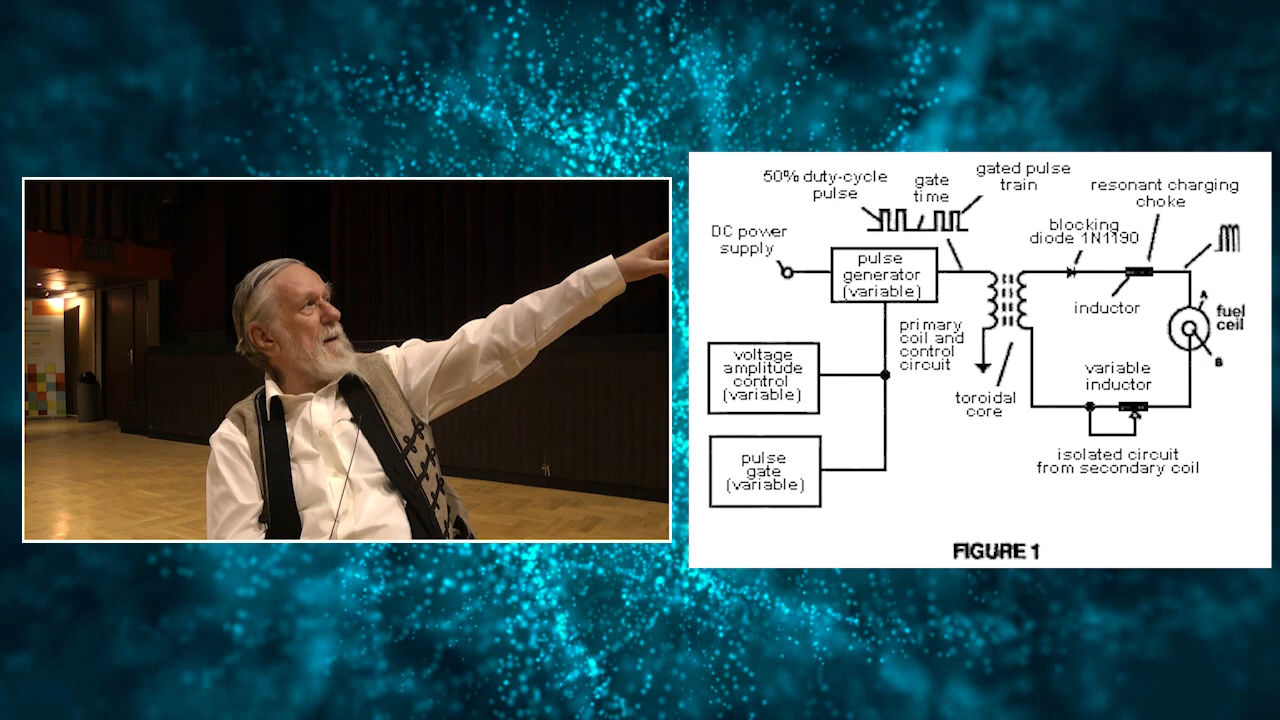 50% duty-cycle
pulse
gate
time
gated pulse
train
resonant charging
choke
DC power
supply
blocking
diode 1N1190
pulse
generator
(variable)
inductor
fuel
ceil
A
B
primary
coil and
control
circuit
voltage
amplitude
control
(variable)
toroidal
core
variable
inductor
pulse
gate
(variable)
isolated circuit
from secondary coil
FIGURE 1